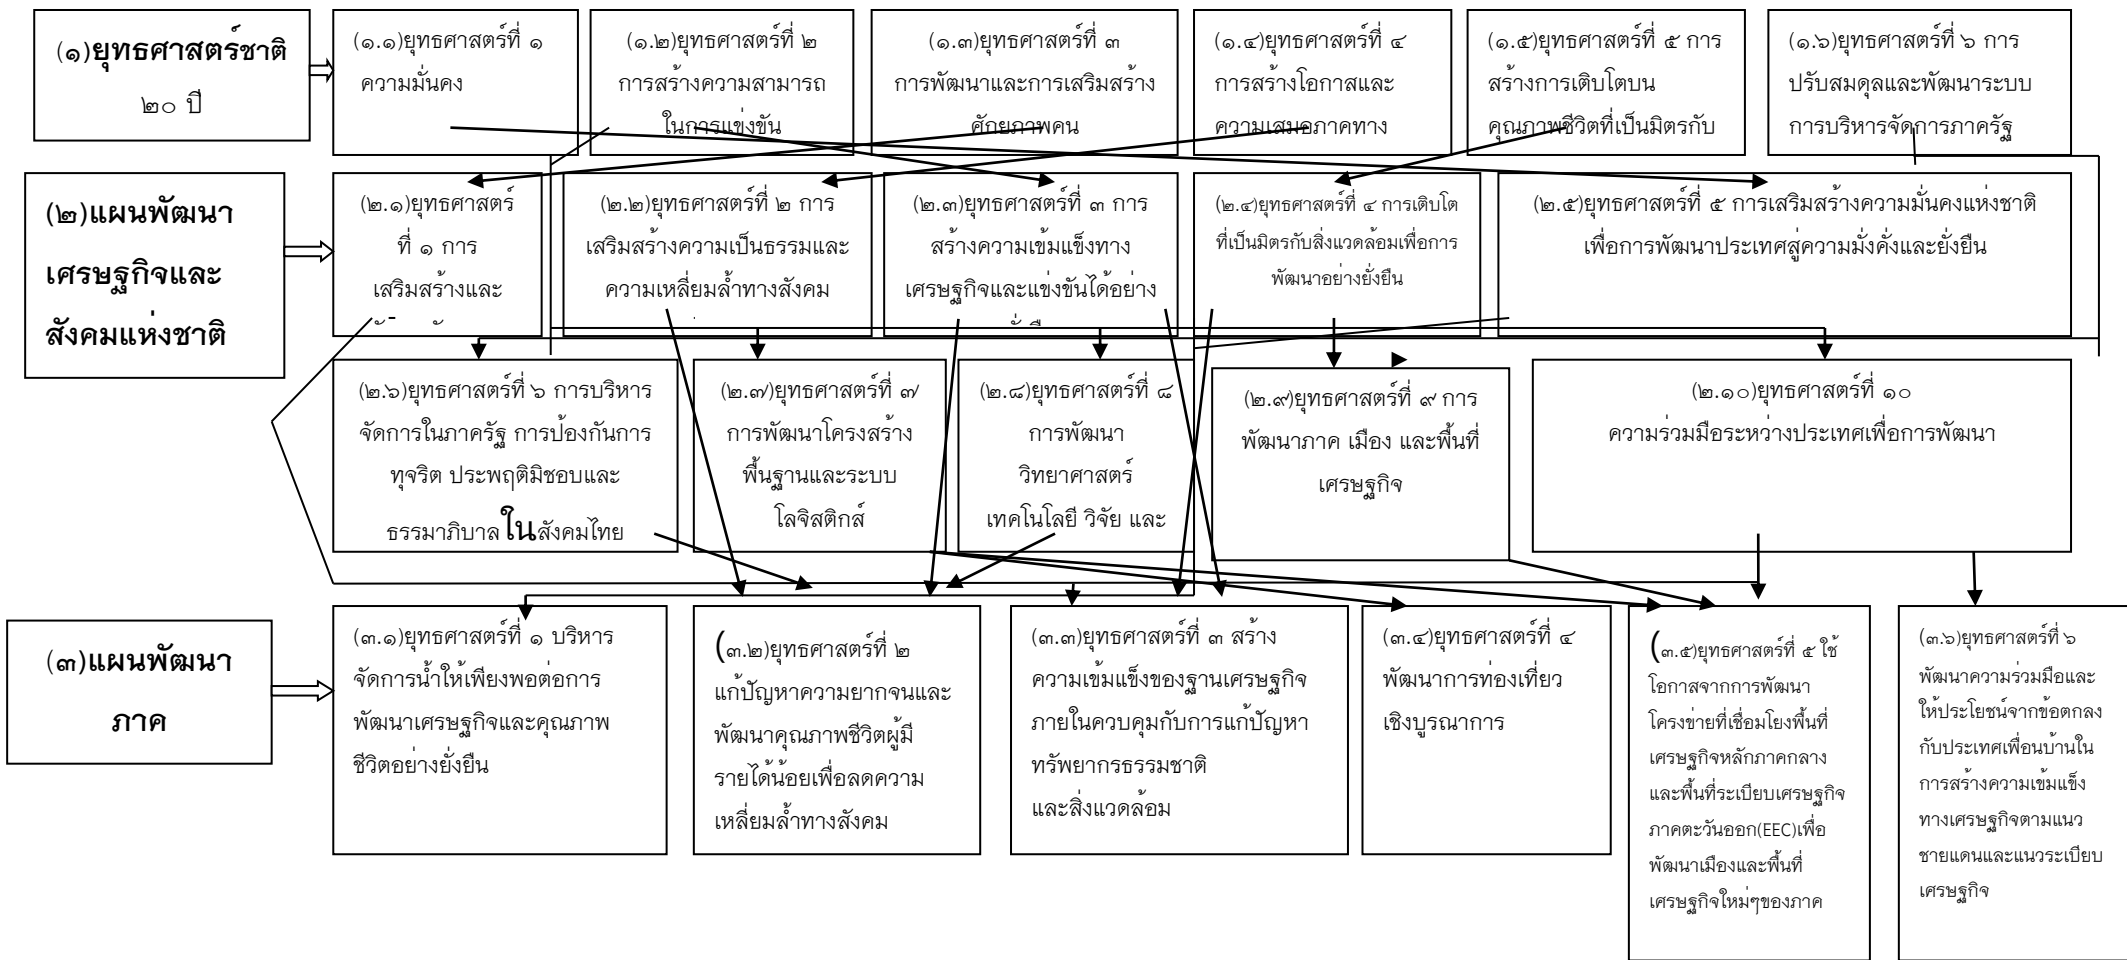 (๑)ยุทธศาสตร์ชาติ
๒๐ ปี
(๑.๑)ยุทธศาสตร์ที่ ๑
ความมั่นคง
(๑.๒)ยุทธศาสตร์ที่ ๒
การสร้างความสามารถ
ในการแข่งขัน
(๑.๓)ยุทธศาสตร์ที่ ๓
การพัฒนาและการเสริมสร้าง
ศักยภาพคน
(๑.๔)ยุทธศาสตร์ที่ ๔
การสร้างโอกาสและ
ความเสมอภาคทาง
(๑.๕)ยุทธศาสตร์ที่ ๕ การ
สร้างการเติบโตบน
คุณภาพชีวิตที่เป็นมิตรกับ
(๑.๖)ยุทธศาสตร์ที่ ๖ การ
ปรับสมดุลและพัฒนาระบบ
การบริหารจัดการภาครัฐ
(๒)แผนพัฒนา
เศรษฐกิจและ
สังคมแห่งชาติ
(๒.๑)ยุทธศาสตร์
ที่ ๑ การ
เสริมสร้างและ
(๒.๒)ยุทธศาสตร์ที่ ๒ การ
เสริมสร้างความเป็นธรรมและ
ความเหลี่ยมล้ำทางสังคม
(๒.๓)ยุทธศาสตร์ที่ ๓ การ
สร้างความเข้มแข็งทาง
เศรษฐกิจและแข่งขันได้อย่าง
(๒.๔)ยุทธศาสตร์ที่ ๔ การเติบโต
ที่เป็นมิตรกับสิ่งแวดล้อมเพื่อการ
พัฒนาอย่างยั่งยืน
(๒.๕)ยุทธศาสตร์ที่ ๕ การเสริมสร้างความมั่นคงแห่งชาติ
เพื่อการพัฒนาประเทศสู่ความมั่งคั่งและยั่งยืน
(๒.๖)ยุทธศาสตร์ที่ ๖ การบริหาร
จัดการในภาครัฐ การป้องกันการ
ทุจริต ประพฤติมิชอบและ
ธรรมาภิบาลในสังคมไทย
(๒.๗)ยุทธศาสตร์ที่ ๗
การพัฒนาโครงสร้าง
พื้นฐานและระบบ
โลจิสติกส์
(๒.๘)ยุทธศาสตร์ที่ ๘
การพัฒนา
วิทยาศาสตร์
เทคโนโลยี วิจัย และ
(๒.๙)ยุทธศาสตร์ที่ ๙ การ
พัฒนาภาค เมือง และพื้นที่
เศรษฐกิจ
(๒.๑๐)ยุทธศาสตร์ที่ ๑๐
ความร่วมมือระหว่างประเทศเพื่อการพัฒนา
(๓)แผนพัฒนา
ภาค
(๓.๑)ยุทธศาสตร์ที่ ๑ บริหาร
จัดการน้ำให้เพียงพอต่อการ
พัฒนาเศรษฐกิจและคุณภาพ
ชีวิตอย่างยั่งยืน
(๓.๒)ยุทธศาสตร์ที่ ๒
แก้ปัญหาความยากจนและ
พัฒนาคุณภาพชีวิตผู้มี
รายได้น้อยเพื่อลดความ
เหลี่ยมล้ำทางสังคม
(๓.๓)ยุทธศาสตร์ที่ ๓ สร้าง
ความเข้มแข็งของฐานเศรษฐกิจ
ภายในควบคุมกับการแก้ปัญหา
ทรัพยากรธรรมชาติ
และสิ่งแวดล้อม
(๓.๔)ยุทธศาสตร์ที่ ๔
พัฒนาการท่องเที่ยว
เชิงบูรณาการ
(๓.๕)ยุทธศาสตร์ที่ ๕ ใช้
โอกาสจากการพัฒนา
โครงข่ายที่เชื่อมโยงพื้นที่
เศรษฐกิจหลักภาคกลาง
และพื้นที่ระเบียบเศรษฐกิจ
ภาคตะวันออก(EEC)เพื่อ
พัฒนาเมืองและพื้นที่
เศรษฐกิจใหม่ๆของภาค
(๓.๖)ยุทธศาสตร์ที่ ๖
พัฒนาความร่วมมือและ
ให้ประโยชน์จากข้อตกลง
กับประเทศเพื่อนบ้านใน
การสร้างความเข้มแข็ง
ทางเศรษฐกิจตามแนว
ชายแดนและแนวระเบียบ
เศรษฐกิจ